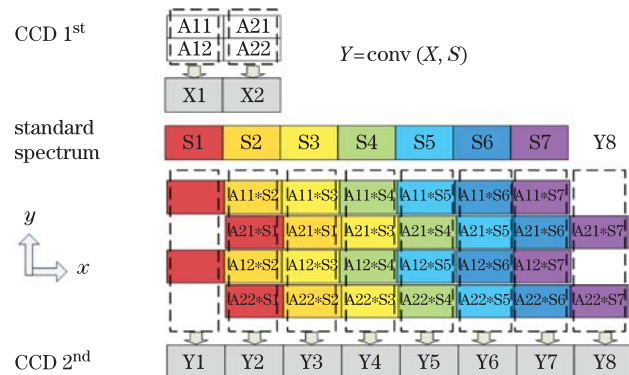 CCD 1st
A11 A21
A12 A22
Y=conv (X, S)
X1 X2
standard spectrum
S1 S2 S3 S4 S5 S6 S7 Y8
A11*S2 A11*S3 A11*S4 A11*S5 A11*S6 A11*S7
A21*S1 A21*S1 A21*S3 A21*S4 A21*S5 A21*S6 A21*S7
A12*S2 A12*S3 A12*S4 A12*S5 A12*S6 A12*S7
A22*S1 A22*S2 A22*S3 A22*S4 A22*S5 A22*S6 A22*S7
y
x
CCD 2nd
Y1 Y2 Y3 Y4 Y5 Y6 Y7 Y8